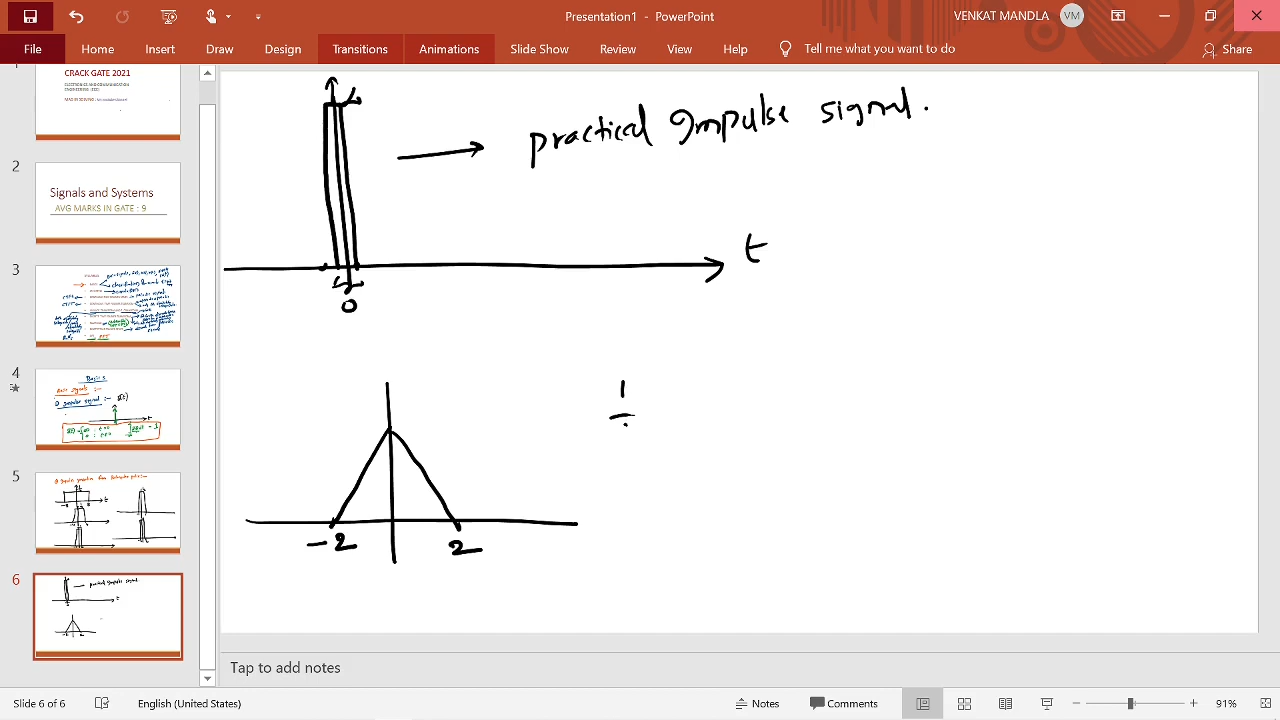 Presentation1 - PowerPoint
VENKAT MANDLA
VM
File
Home
Insert
Draw
Design
Transitions
Animations
Slide Show
Review
View
Help
Tell me what you want to do
Share
CRACK GATE 2021
2
Signals and Systems
AVG MARKS IN GATE : 9
3
4
Basics
5
6
practical Impulse signal.
t
0
1
-2
2
Tap to add notes
Slide 6 of 6
English (United States)
Notes
Comments
91%